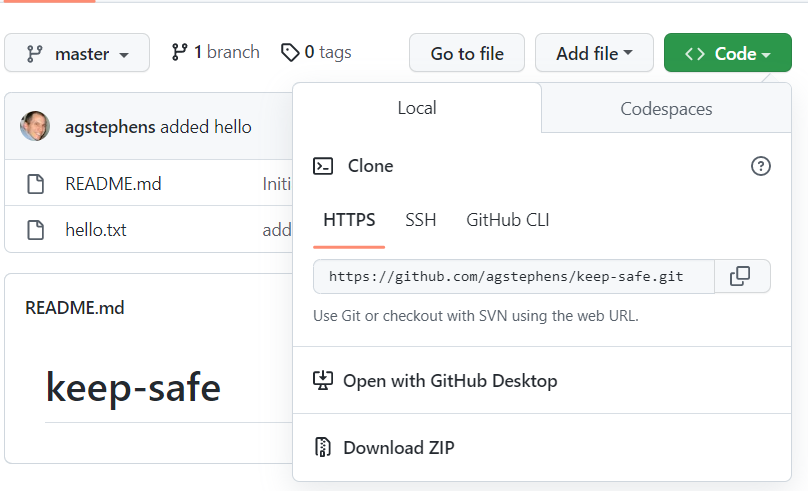 master 1 branch 0 tags Go to file Add file Code
Local Codespaces
agstephens added hello
Clone
README.md Initi
HTTPS SSH GitHub CLI
hello.txt add
https://github.com/agstephens/keep-safe.git
README.md
Use Git or checkout with SVN using the web URL.
keep-safe
Open with GitHub Desktop
Download ZIP